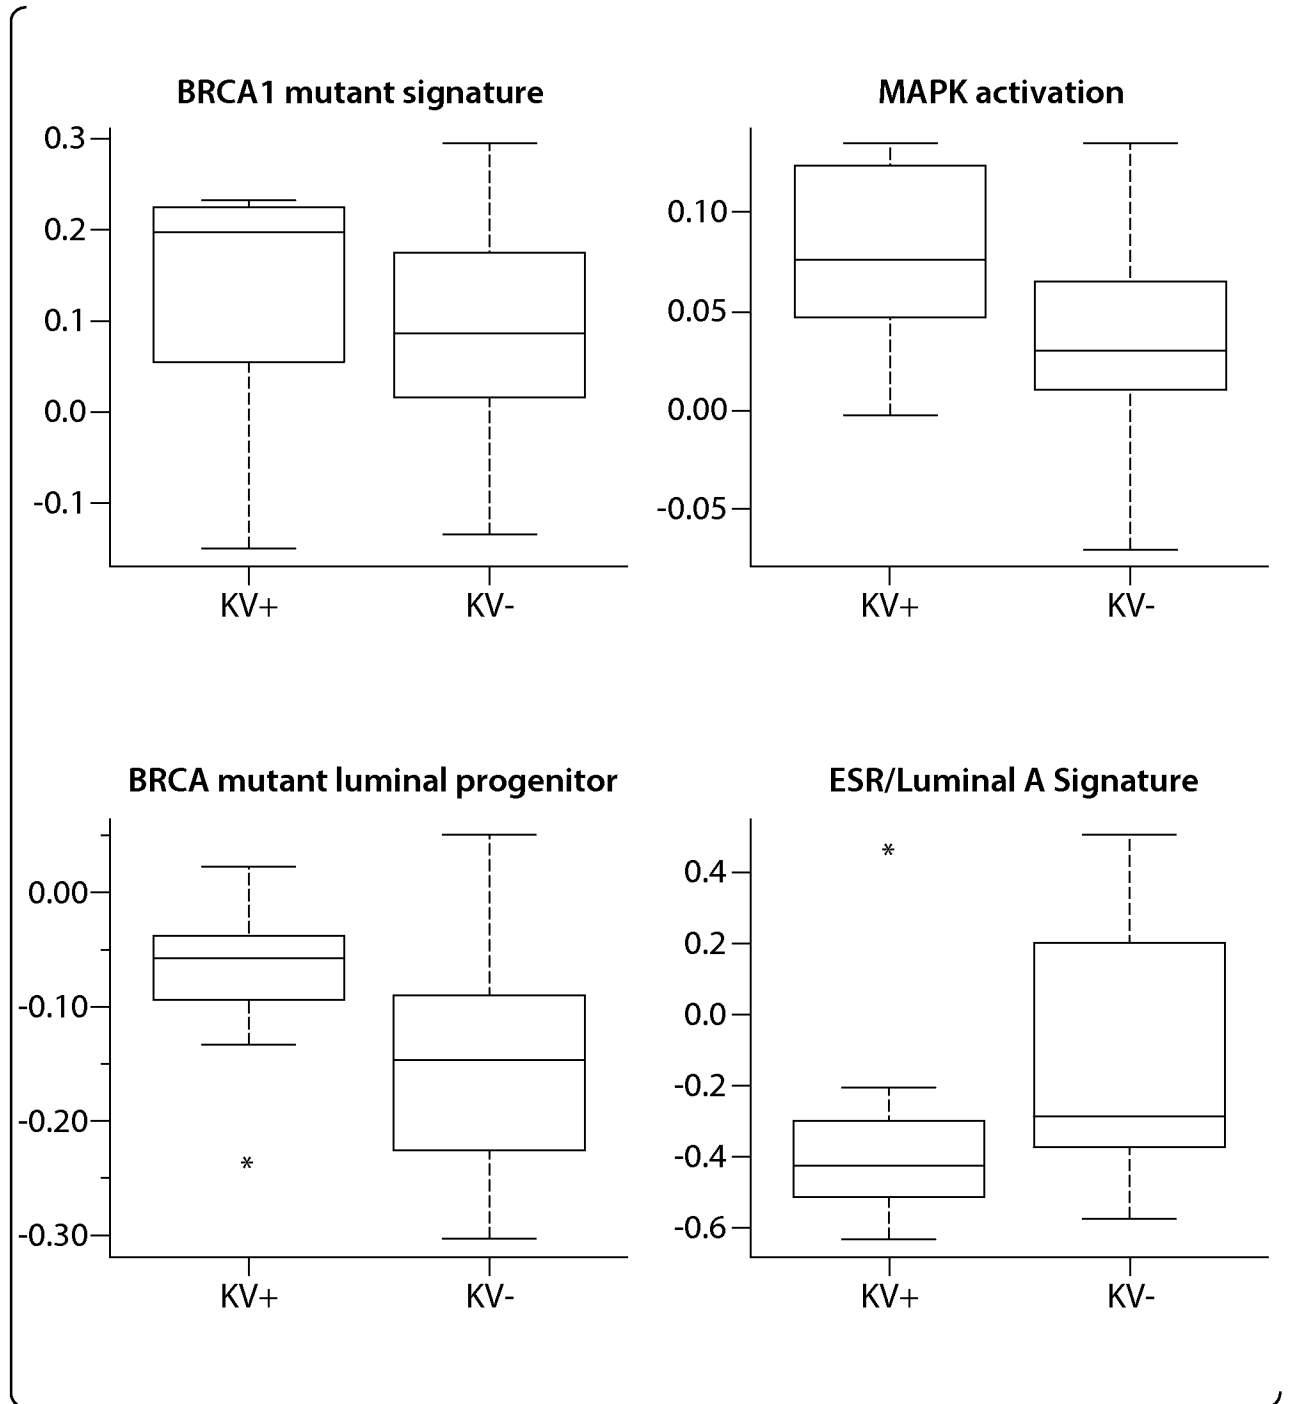 BRCA1 mutant signature
0.3
0.2
0.1
0.0
-0.1
KV+ KV-
MAPK activation
0.10
0.05
0.00
-0.05
KV+ KV-
BRCA mutant luminal progenitor
0.00
-0.10
-0.20
*
-0.30
KV+ KV-
ESR/Luminal A Signature
*
0.4
0.2
0.0
-0.2
-0.4
-0.6
KV+ KV-